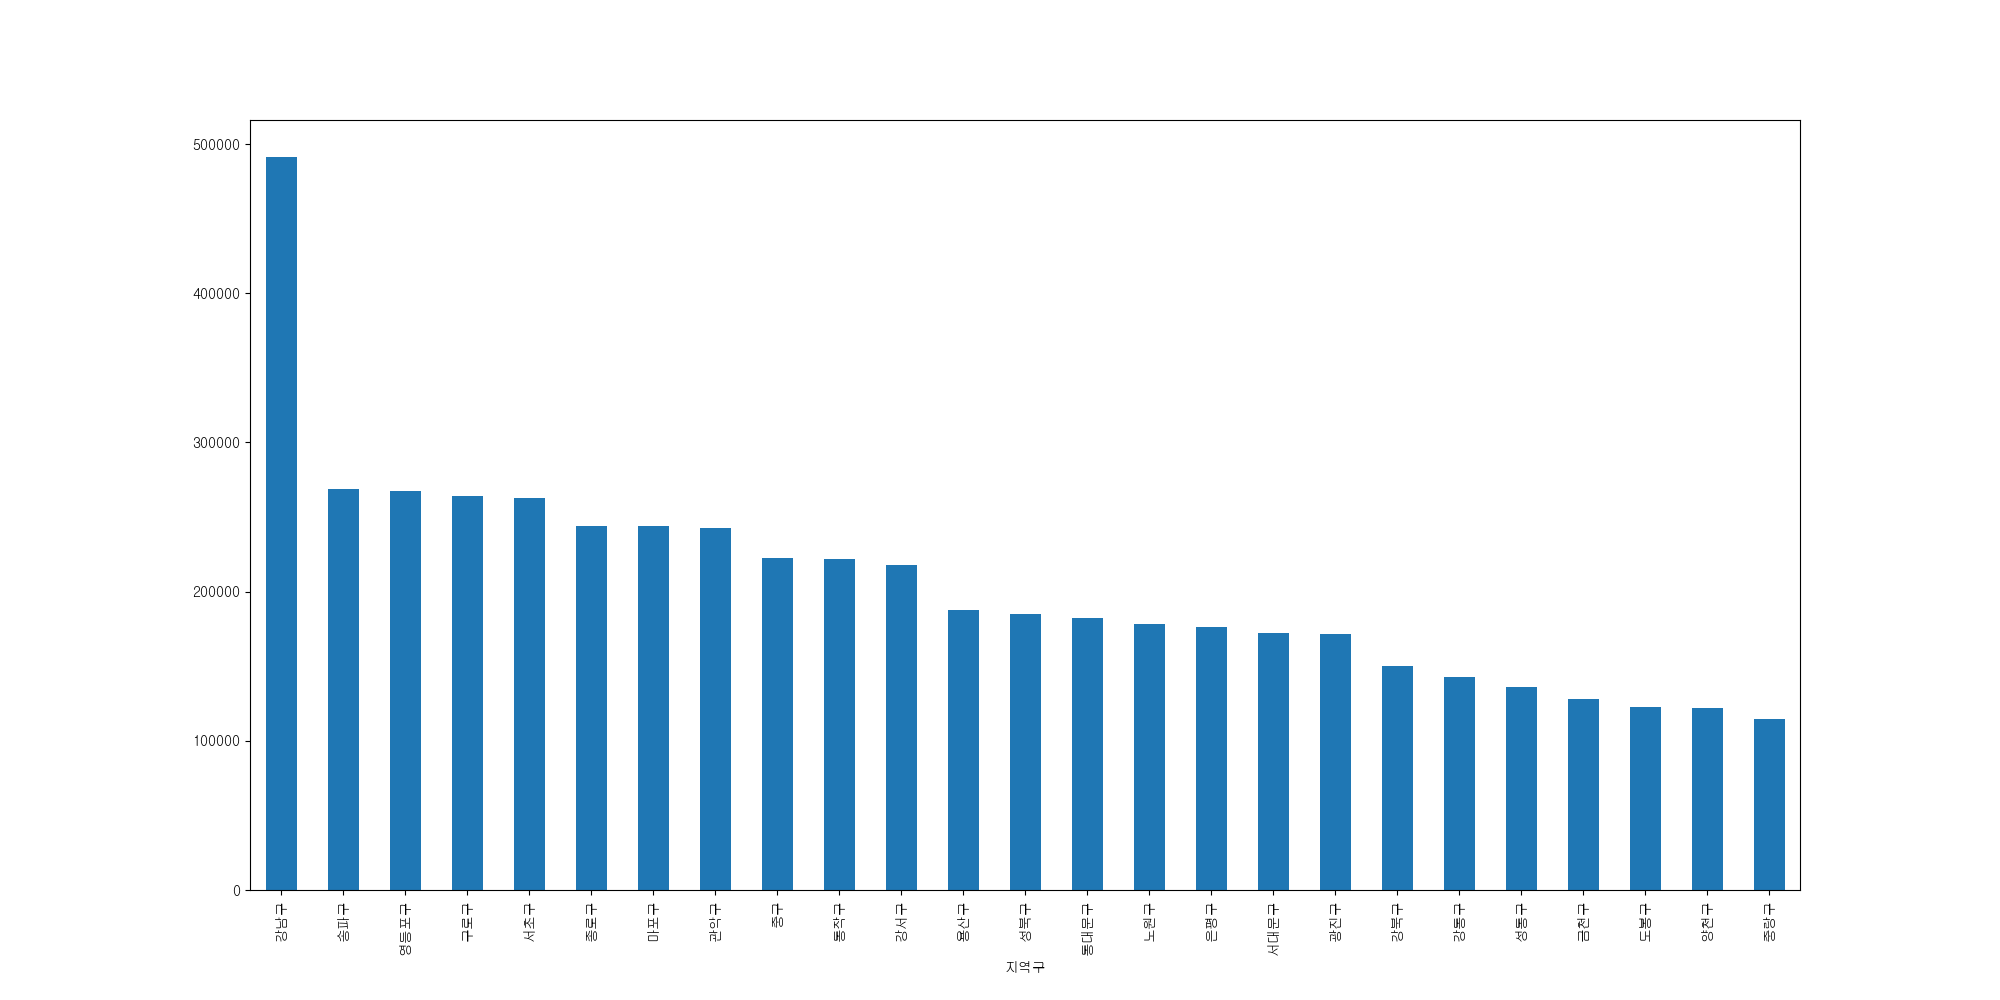 500000
400000
300000
200000
100000
0
강남구
송파구
영등포구
구로구
서초구
종로구
마포구
관악구
중구
동작구
강서구
용산구
성북구
동대문구
노원구
은평구
서대문구
광진구
강북구
강동구
성동구
금천구
도봉구
양천구
중랑구
지역구